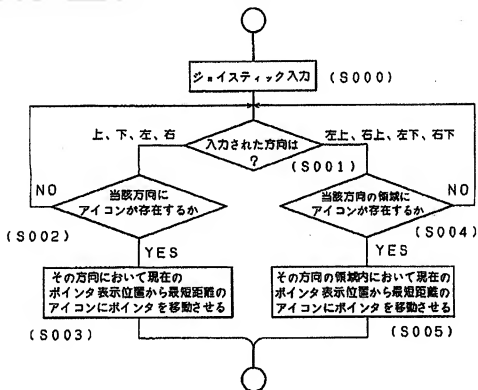 ジョイスティック入力
(S000)
上、下、左、右
入力された方向は
?
左上、右上、左下、右下
(S001)
NO
当該方向に
アイコンが存在するか
(S002)
当該方向の領域に
アイコンが存在するか
NO
(S004)
YES
YES
その方向において現在の
ポインタ表示位置から最短距離の
アイコンにポインタを移動させる
(S003)
その方向の領域内において現在の
ポインタ表示位置から最短距離の
アイコンにポインタを移動させる
(S005)